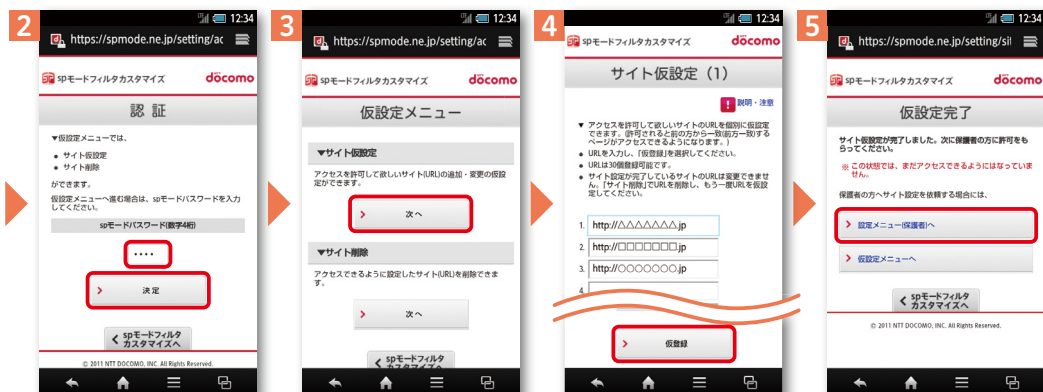 2
12:34
https://spmode.ne.jp/setting/ac
spモードフィルタカスタマイズ
döcomo
認 証
▼仮設定メニューでは、
● サイト仮設定
● サイト削除
ができます。
仮設定メニューへ進む場合は、spモードパスワードを入力
してください。
spモードパスワード(数字4桁)
••••
決定
spモードフィルタ
カスタマイズへ
© 2011 NTT DOCOMO, INC. All Rights Reserved.
3
12:34
https://spmode.ne.jp/setting/ac
spモードフィルタカスタマイズ
döcomo
仮設定メニュー
▼サイト仮設定
アクセスを許可して欲しいサイト(URL)の追加・変更の仮設
定ができます。
次へ
▼サイト削除
アクセスできるように設定したサイト(URL)を削除できま
す。
次へ
spモードフィルタ
カスタマイズへ
4
12:34
spモードフィルタカスタマイズ
döcomo
サイト仮設定（1）
説明・注意
▼ アクセスを許可して欲しいサイトのURLを個別に仮設定
できます。(許可されると前の方から一致(前方一致)する
ページがアクセスできるようになります。)
● URLを入力し、「仮登録」を選択してください。
● URLは30個登録可能です。
● サイト設定が完了しているサイトのURLは変更できませ
ん。「サイト削除」でURLを削除し、もう一度URLを仮設
定してください。
1. http://△△△△△△△.jp
2. http://□□□□□□□.jp
3. http://○○○○○○○.jp
4.
仮登録
5
12:34
https://spmode.ne.jp/setting/sit
spモードフィルタカスタマイズ
döcomo
仮設定完了
サイト仮設定が完了しました。次に保護者の方に許可をも
らってください。
※ この状態では、まだアクセスできるようにはなっていま
せん。
保護者の方へサイト設定を依頼する場合には、
設定メニュー(保護者)へ
仮設定メニューへ
spモードフィルタ
カスタマイズへ
© 2011 NTT DOCOMO, INC. All Rights Reserved.